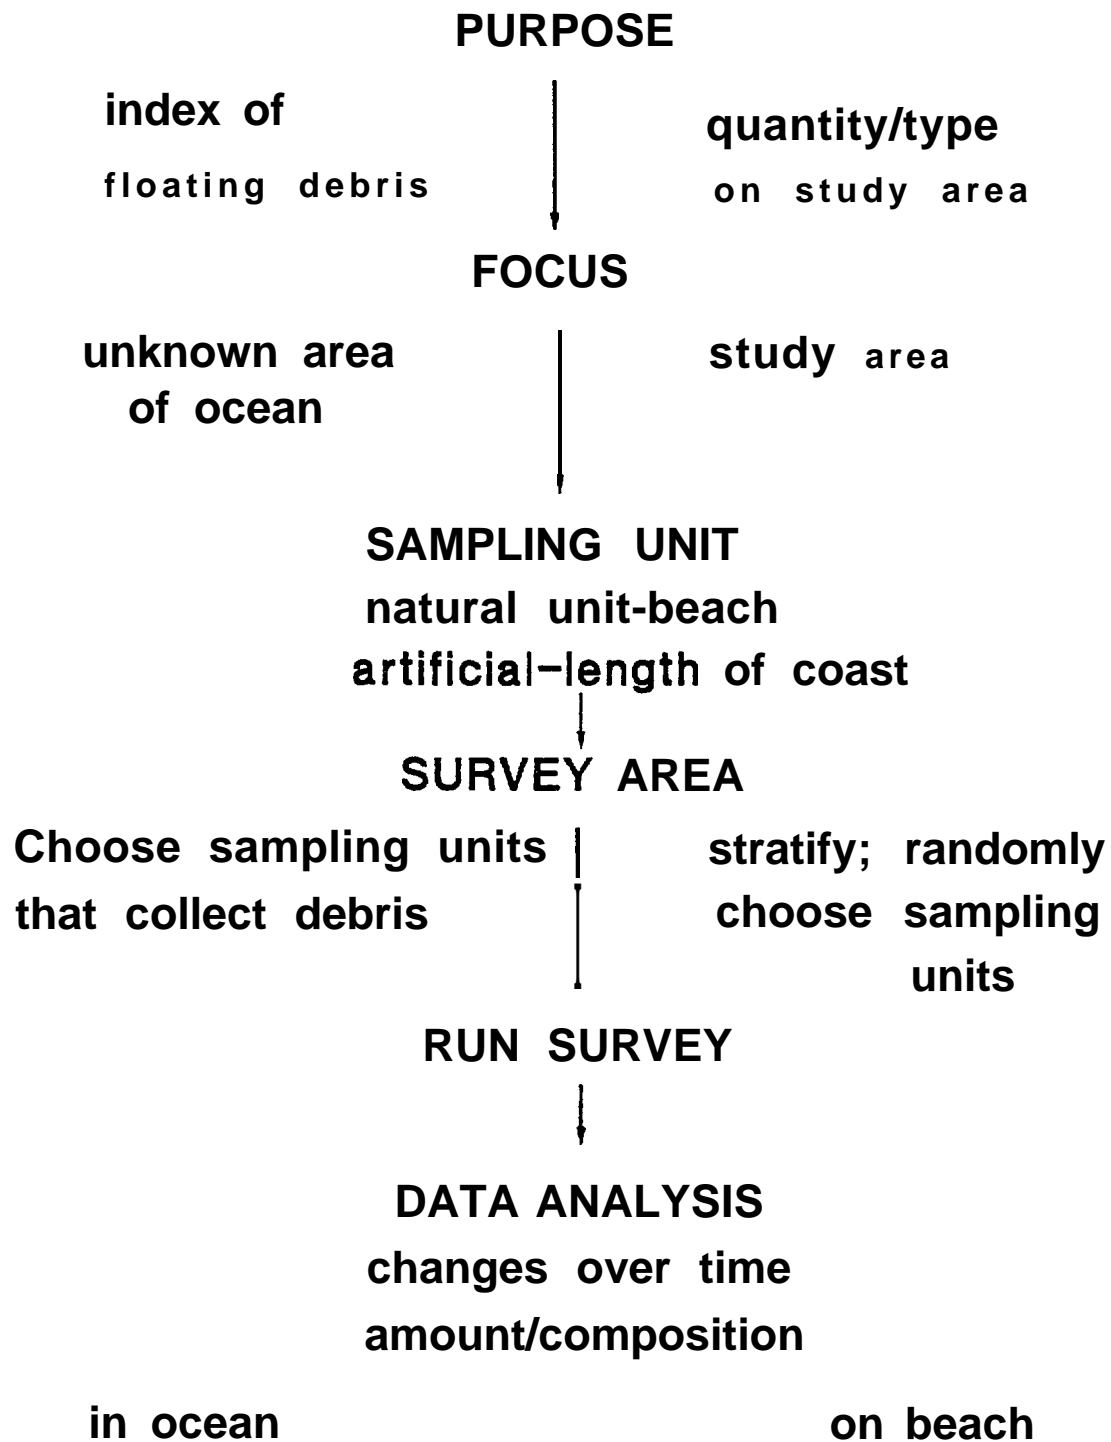 PURPOSE
index of
floating debris
quantity/type
on study area
FOCUS
unknown area
of ocean
study area
SAMPLING UNIT
natural unit-beach
artificial-length of coast
SURVEY AREA
Choose sampling units
that collect debris
stratify; randomly
choose sampling
units
RUN SURVEY
DATA ANALYSIS
changes over time
amount/composition
in ocean
on beach